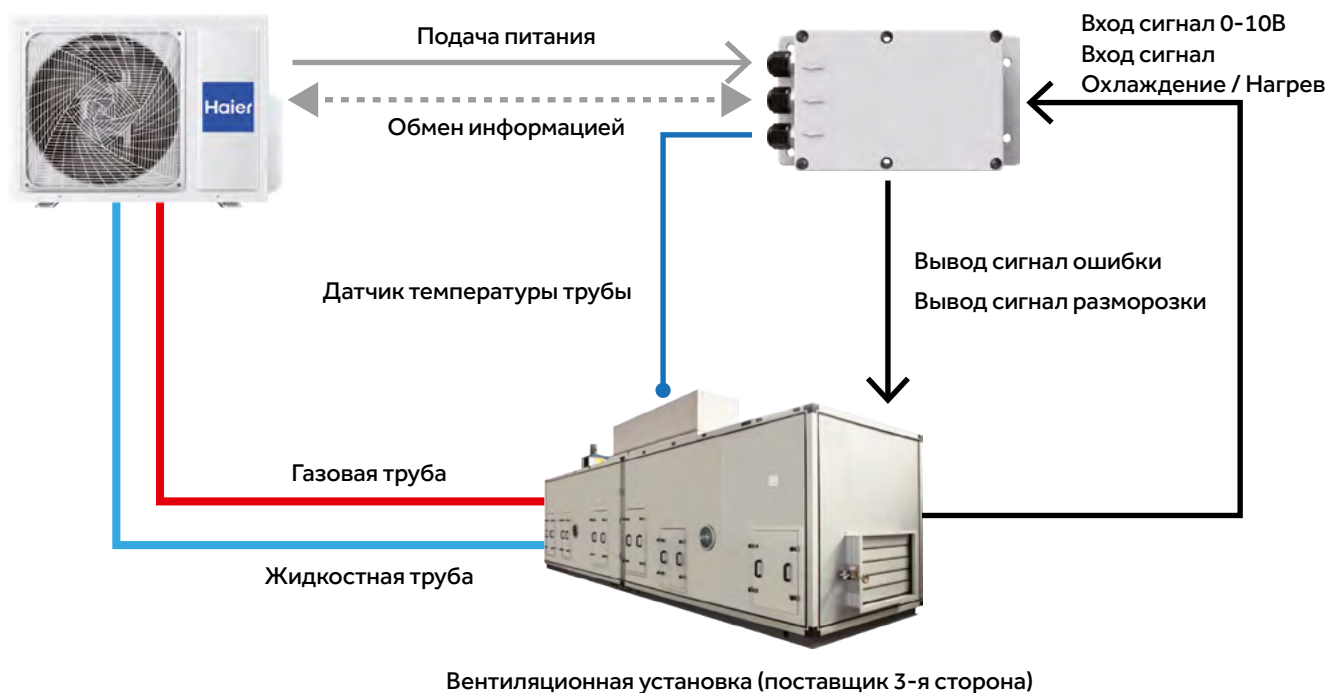 Подача питания
Вход сигнал 0-10В
Вход сигнал
Охлаждение / Нагрев
Haier
Обмен информацией
Вывод сигнал ошибки
Датчик температуры трубы
Вывод сигнал разморозки
Газовая труба
Жидкостная труба
Вентиляционная установка (поставщик 3-я сторона)